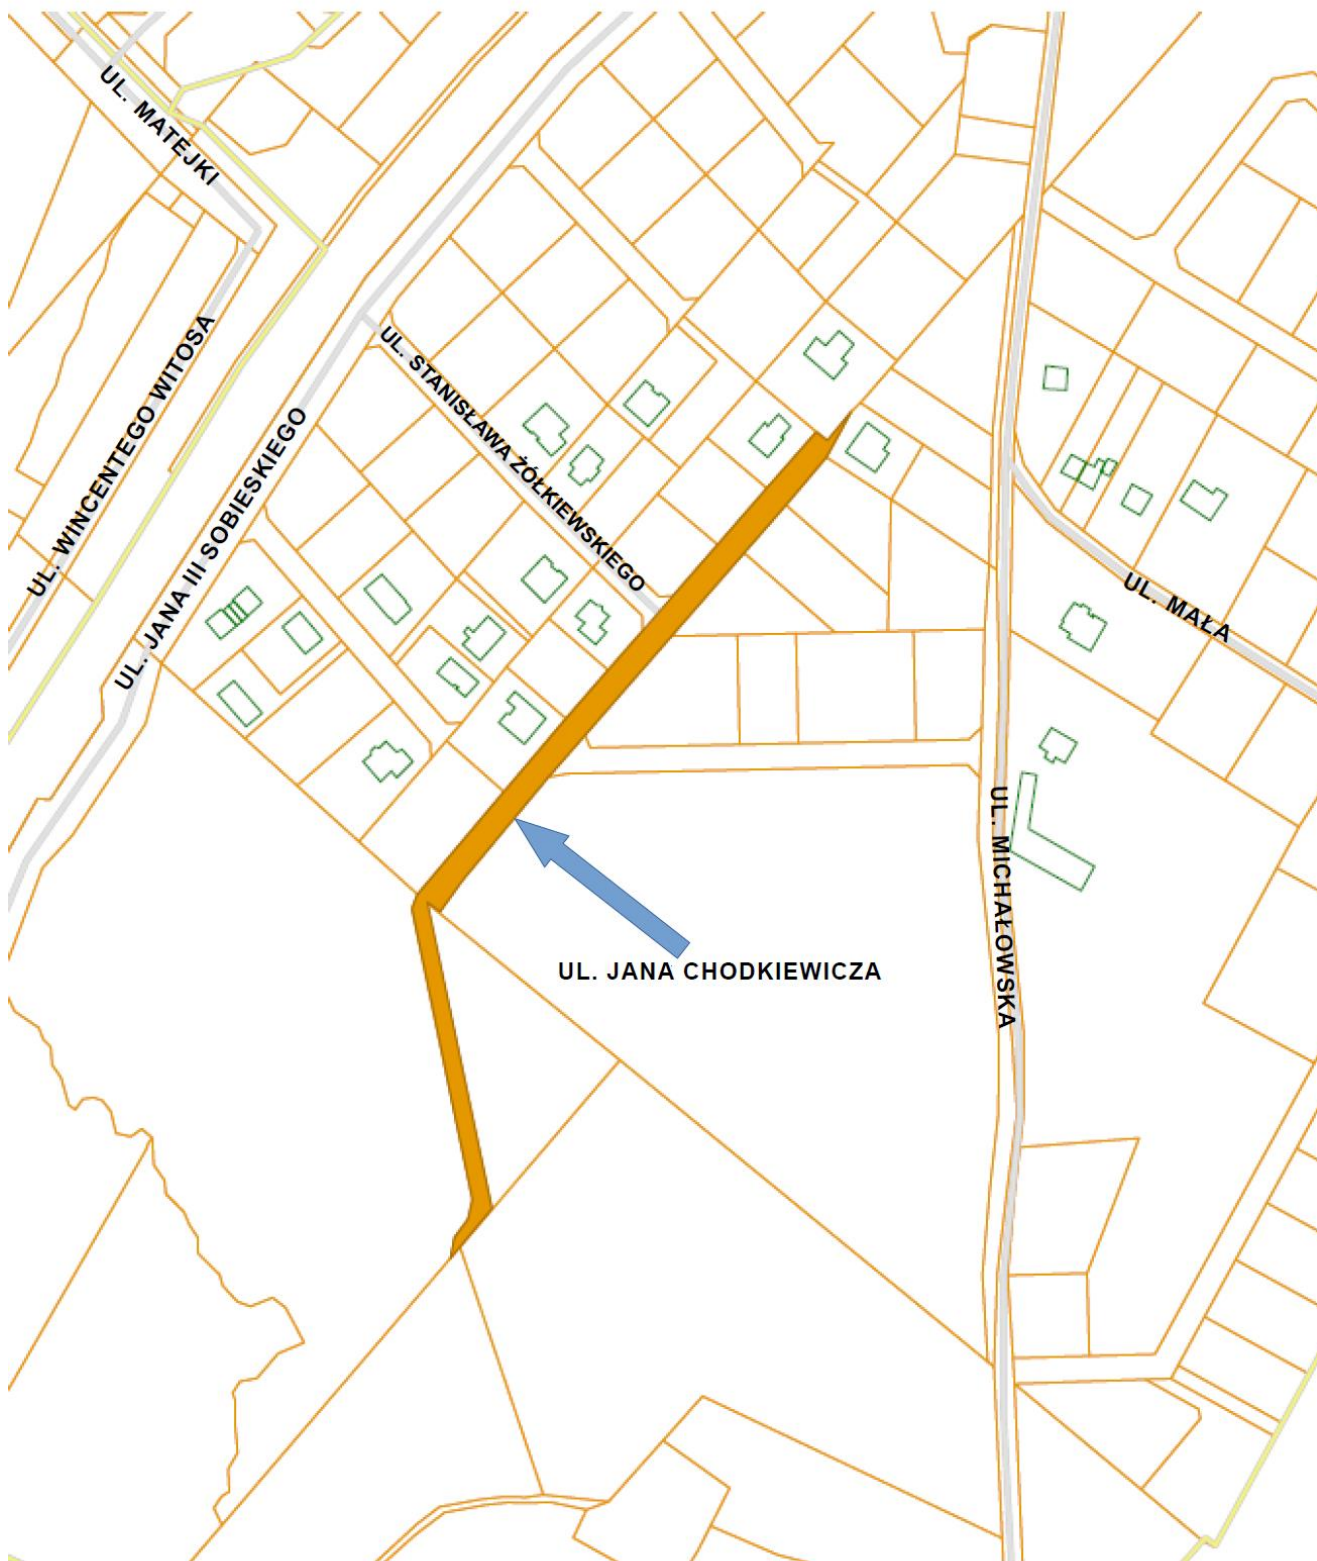 UL. MATEJKI
UL. WINCENTEGO WITOSA
UL. JANA III SOBIESKIEGO
UL. STANISŁAWA ŻÓŁKIEWSKIEGO
UL. MAŁA
UL. MICHAŁOWSKA
UL. JANA CHODKIEWICZA